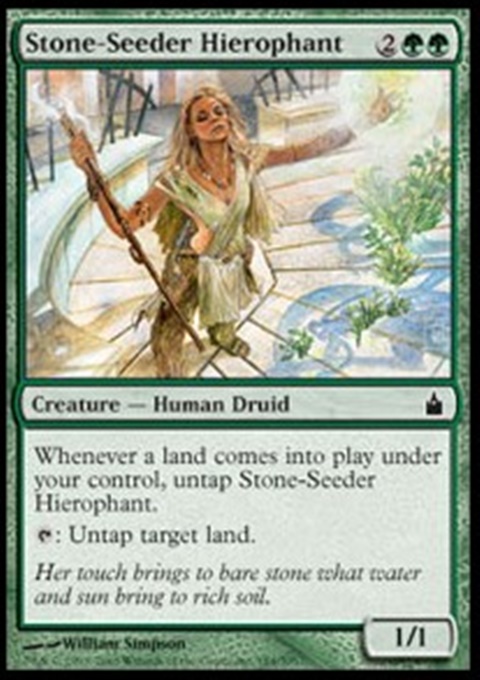 Stone-Seeder Hierophant 2
Creature — Human Druid
Whenever a land comes into play under
your control, untap Stone-Seeder
Hierophant.
: Untap target land.
Her touch brings to bare stone what water
and sun bring to rich soil.
William Simpson
1/1